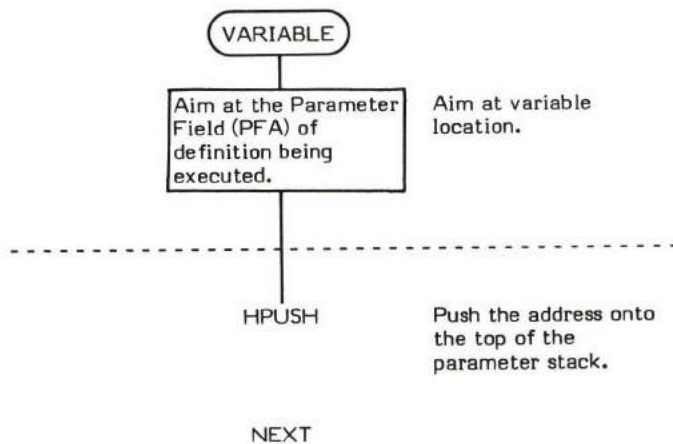 VARIABLE
Aim at the Parameter
Field (PFA) of
definition being
executed.
Aim at variable
location.
HPUSH
Push the address onto
the top of the
parameter stack.
NEXT